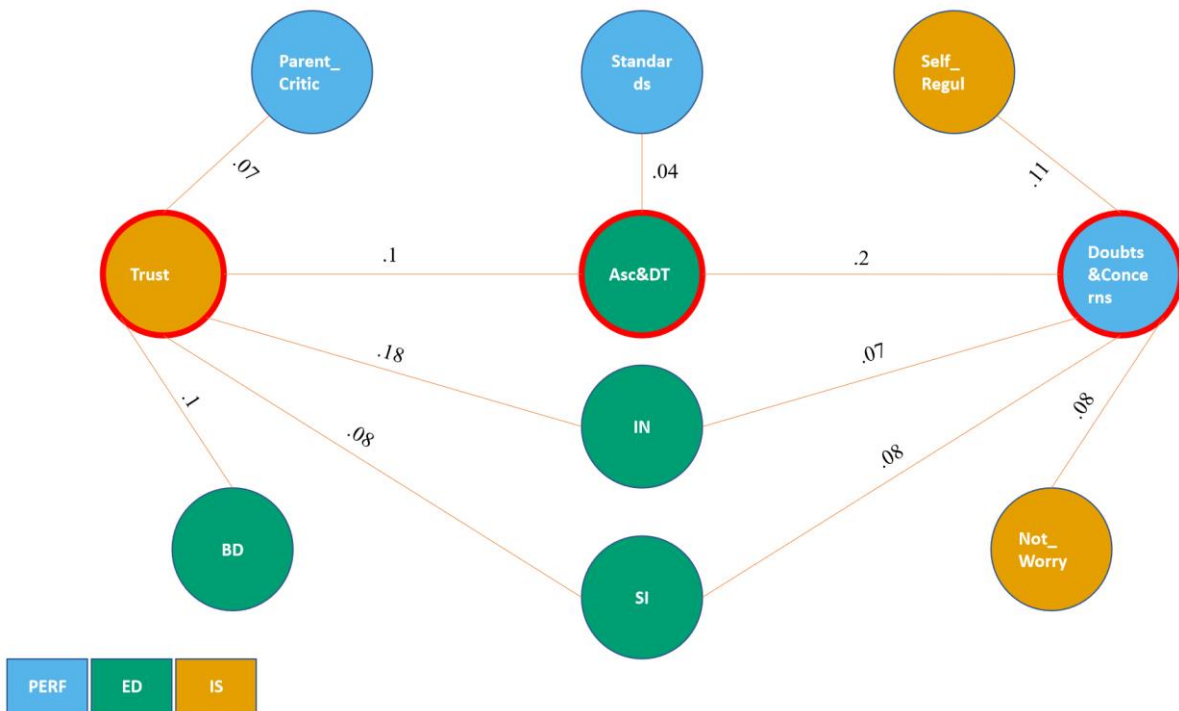 Parent_
Critic
Standar
ds
Self_
Regul
.07
.04
.11
Trust
.1
Asc&DT
.2
Doubts
&Conce
rns
.18
.07
.1
.08
IN
.08
.08
BD
SI
Not_
Worry
PERF
ED
IS